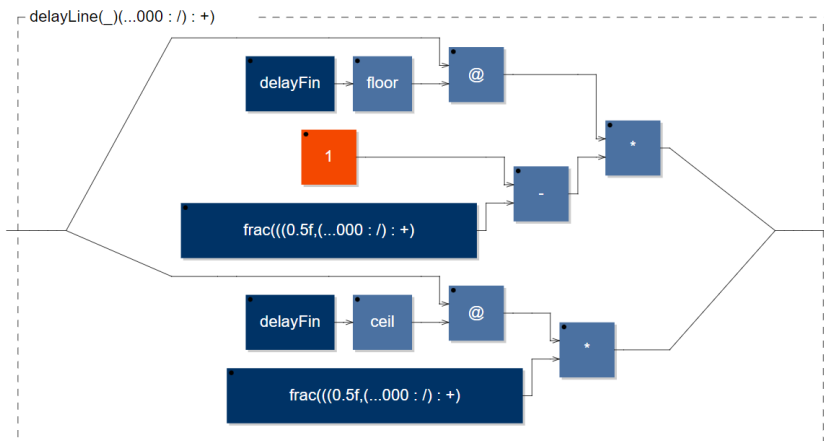 delayLine(_)(...000 : /) : +)
delayFin
floor
@
1
-
*
frac(((0.5f,(...000 : /) : +)
delayFin
ceil
@
*
frac(((0.5f,(...000 : /) : +)